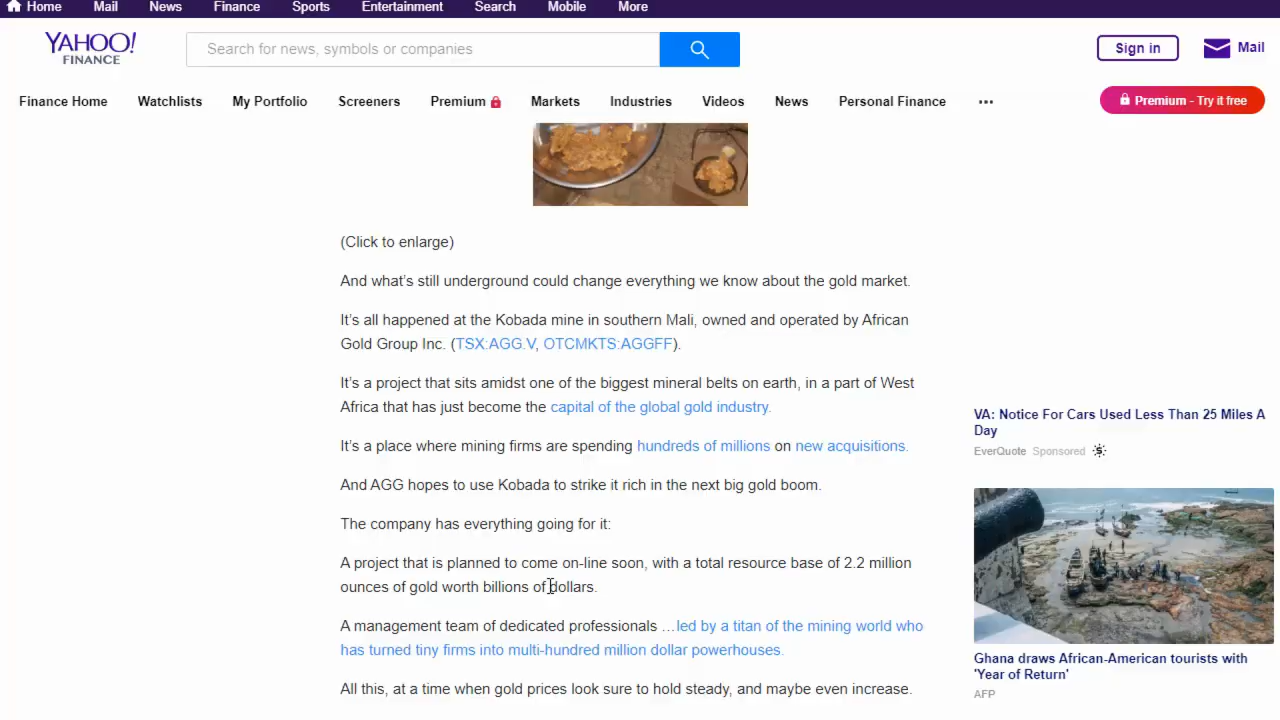 Home Mail News Finance Sports Entertainment Search Mobile More
YAHOO!
FINANCE
Search for news, symbols or companies
Sign in
Mail
Finance Home Watchlists My Portfolio Screeners Premium Markets Industries Videos News Personal Finance ...
Premium - Try it free
(Click to enlarge)
And what's still underground could change everything we know about the gold market.
It's all happened at the Kobada mine in southern Mali, owned and operated by African
Gold Group Inc. (TSX:AGG.V, OTCMKTS:AGGFF).
It's a project that sits amidst one of the biggest mineral belts on earth, in a part of West
Africa that has just become the capital of the global gold industry.
It's a place where mining firms are spending hundreds of millions on new acquisitions.
And AGG hopes to use Kobada to strike it rich in the next big gold boom.
The company has everything going for it:
A project that is planned to come on-line soon, with a total resource base of 2.2 million
ounces of gold worth billions of dollars.
A management team of dedicated professionals …led by a titan of the mining world who
has turned tiny firms into multi-hundred million dollar powerhouses.
All this, at a time when gold prices look sure to hold steady, and maybe even increase.
VA: Notice For Cars Used Less Than 25 Miles A
Day
EverQuote Sponsored
Ghana draws African-American tourists with
'Year of Return'
AFP